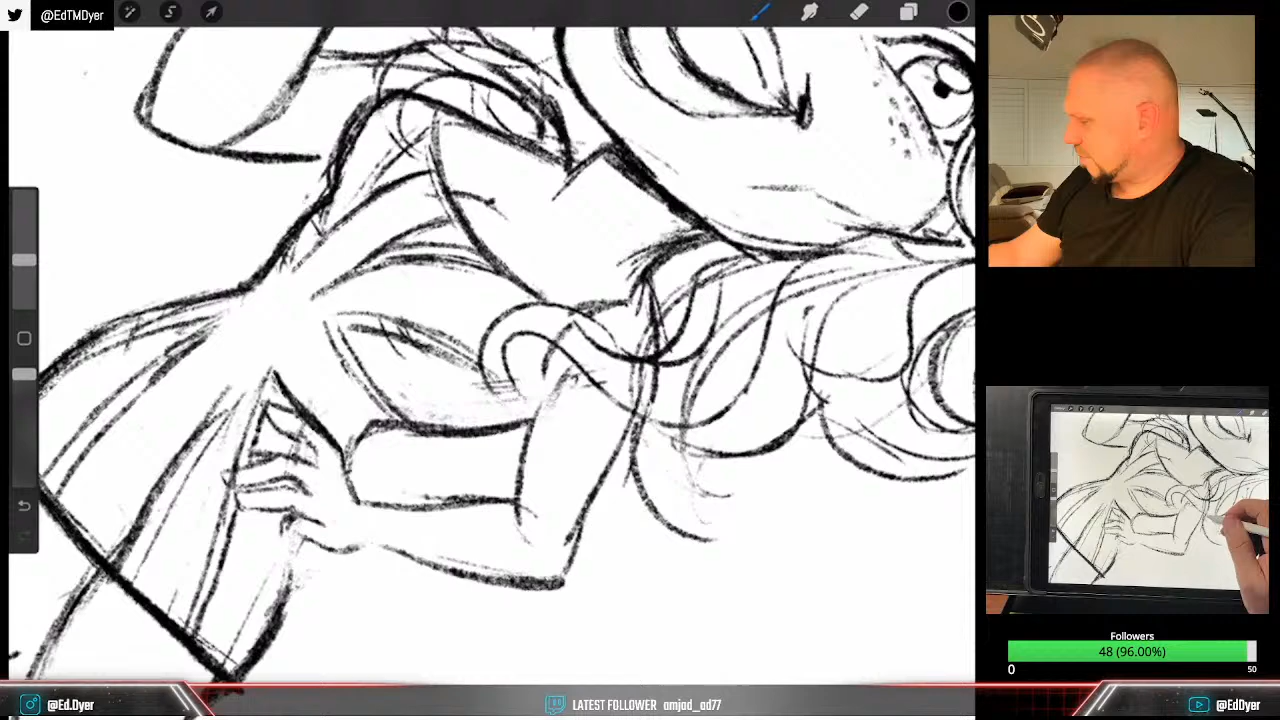 @EdTMDyer
Followers
48 (96.00%)
0
50
@Ed.Dyer
LATEST FOLLOWER amjad_ad77
@EdDyer